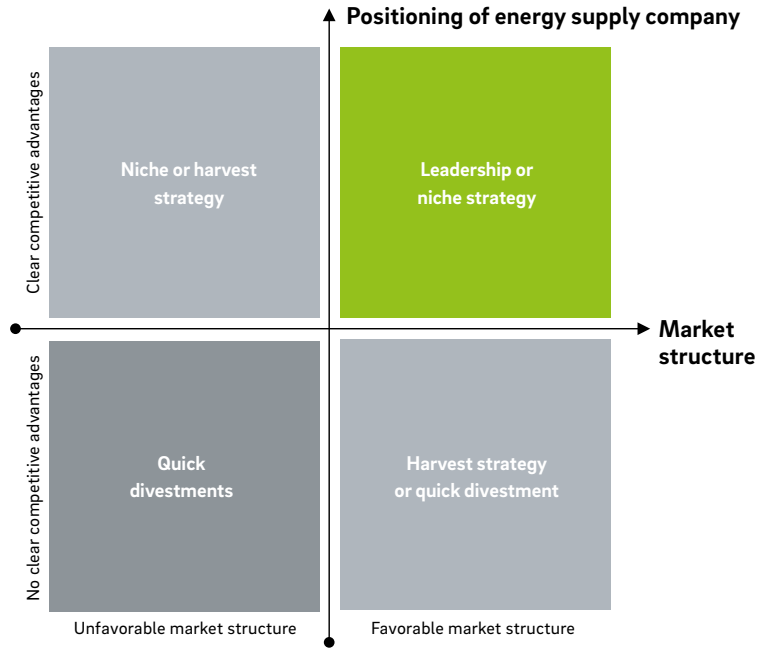 Positioning of energy supply company
Clear competitive advantages
Niche or harvest
strategy
Leadership or
niche strategy
Market
structure
No clear competitive advantages
Quick
divestments
Harvest strategy
or quick divestment
Unfavorable market structure
Favorable market structure